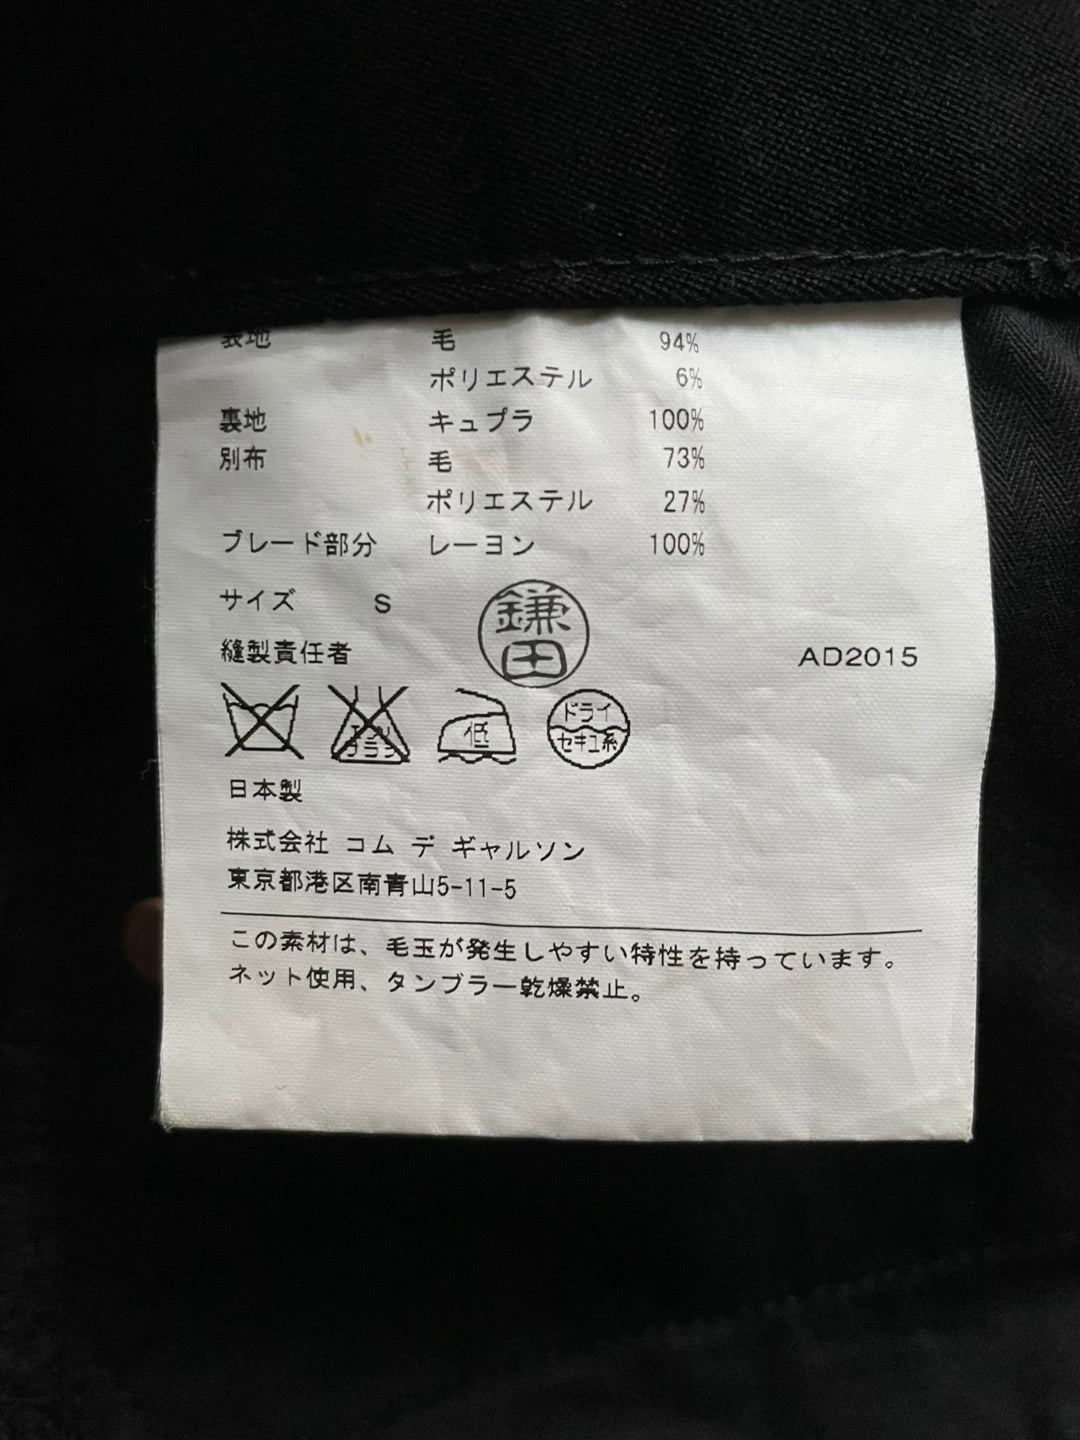 表地 毛 94%
ポリエステル 6%
裏地 キュプラ 100%
別布 毛 73%
ポリエステル 27%
ブレード部分 レーヨン 100%
サイズ S
縫製責任者 鎌田 AD2015
エンソ サラシ 低 ドライ セキユ系
日本製
株式会社 コム デ ギャルソン
東京都港区南青山5-11-5
この素材は、毛玉が発生しやすい特性を持っています。
ネット使用、タンブラー乾燥禁止。